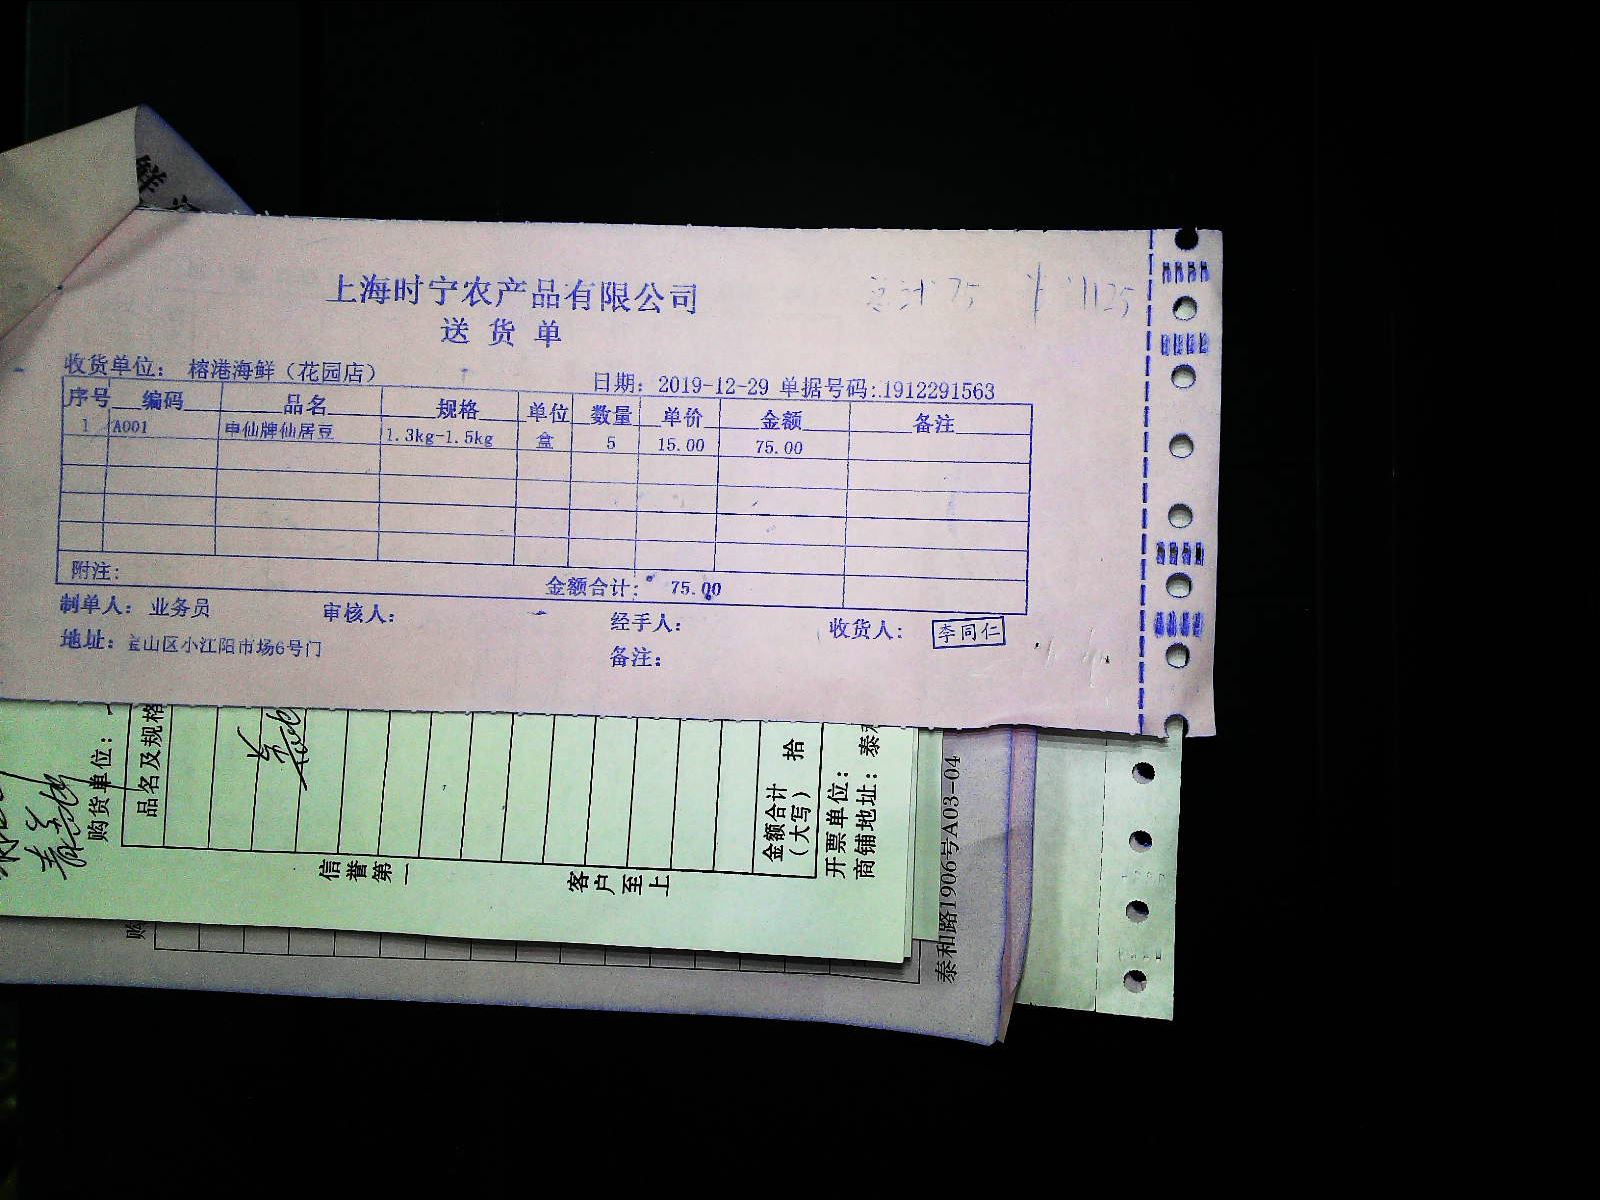 上海时宁农产品有限公司
送货单
收货单位： 榕港海鲜（花园店） 日期：2019-12-29 单据号码:.1912291563
序号 编码 品名 规格 单位 数量 单价 金额 备注
1 A001 申仙牌仙居豆 1.3kg-1.5kg 盒 5 15.00 75.00
附注： 金额合计： 75.00
制单人：业务员 审核人： 经手人： 收货人： 李同仁
地址：宝山区小江阳市场6号门 备注：
购货单位：
品名及规格
信誉第一
客户至上
金额合计（大写） 拾
开票单位：
商铺地址：泰
泰和路1906号A03-04
购